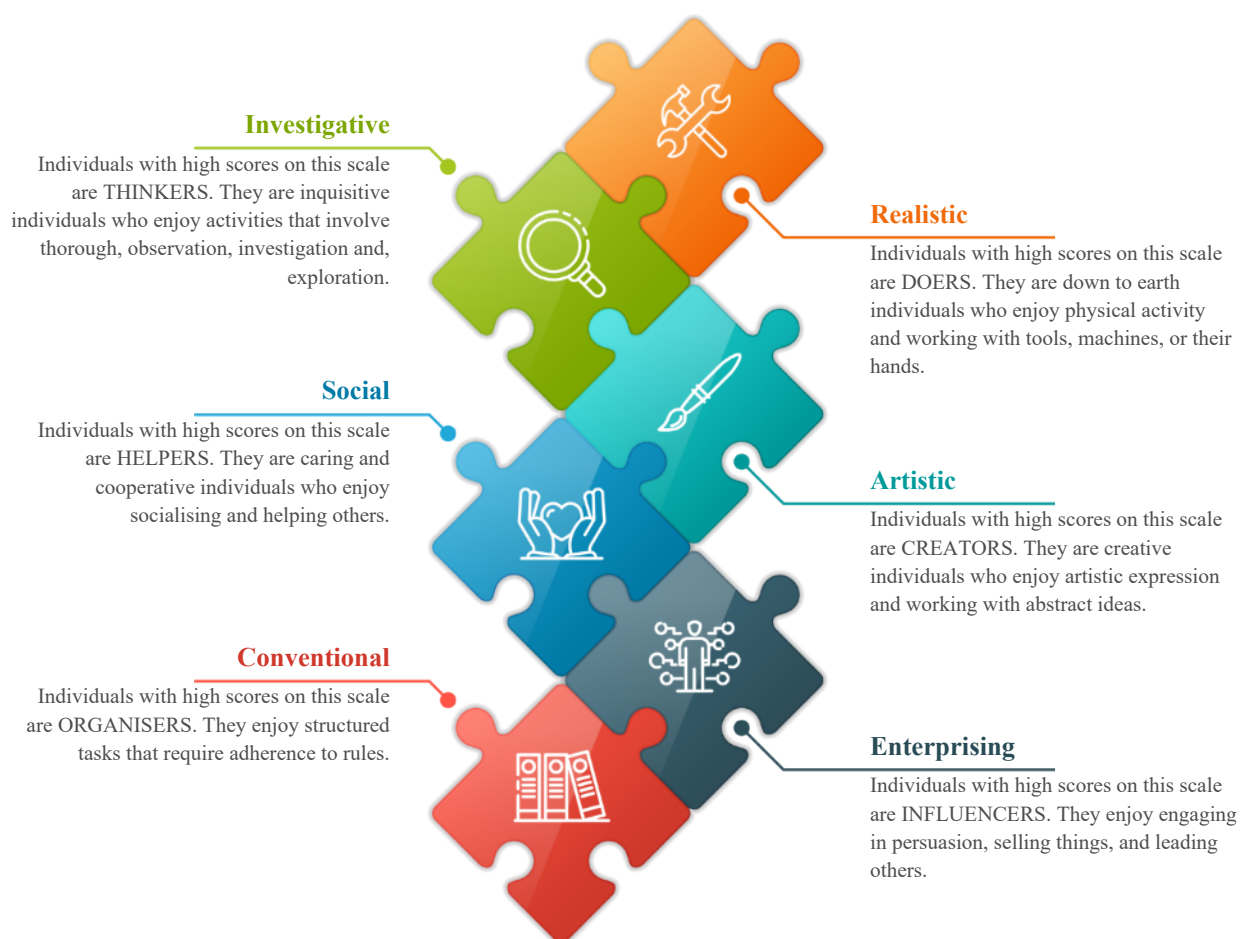 Investigative
Individuals with high scores on this scale
are THINKERS. They are inquisitive
individuals who enjoy activities that involve
thorough, observation, investigation and,
exploration.
Realistic
Individuals with high scores on this scale
are DOERS. They are down to earth
individuals who enjoy physical activity
and working with tools, machines, or their
hands.
Social
Individuals with high scores on this scale
are HELPERS. They are caring and
cooperative individuals who enjoy
socialising and helping others.
Artistic
Individuals with high scores on this scale
are CREATORS. They are creative
individuals who enjoy artistic expression
and working with abstract ideas.
Conventional
Individuals with high scores on this scale
are ORGANISERS. They enjoy structured
tasks that require adherence to rules.
Enterprising
Individuals with high scores on this scale
are INFLUENCERS. They enjoy engaging
in persuasion, selling things, and leading
others.